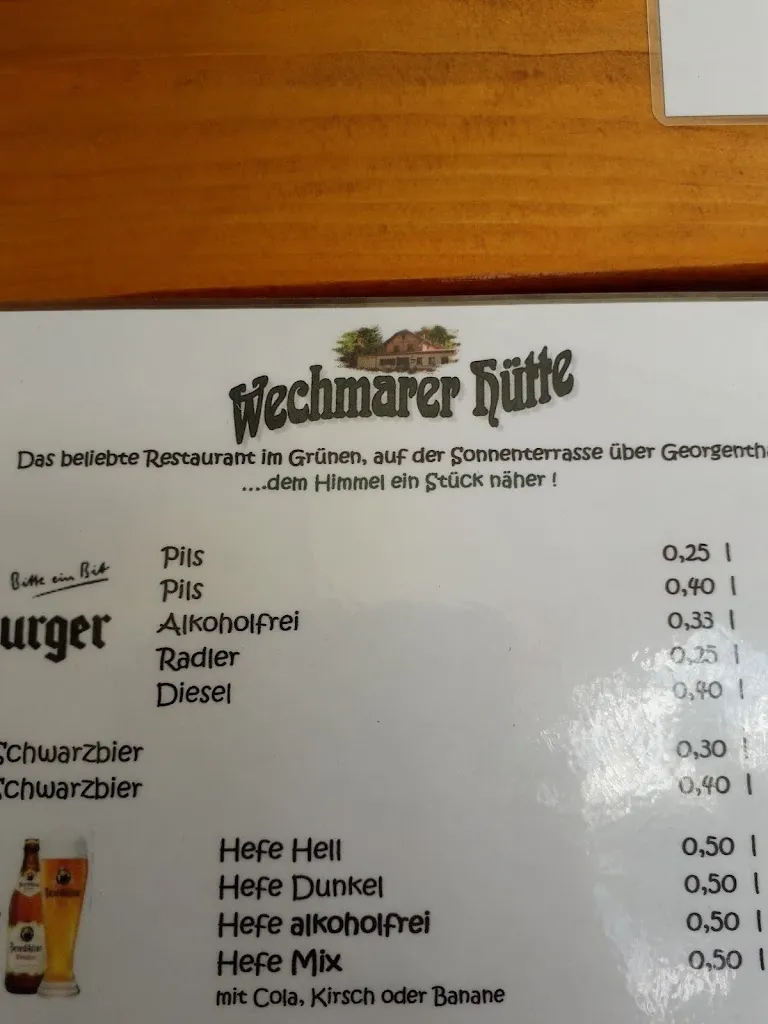 Wechmarer Hütte
Das beliebte Restaurant im Grünen, auf der Sonnenterrasse über Georgenth
....dem Himmel ein Stück näher !
Bitte ein Bit
urger
Pils 0,25 l
Pils 0,40 l
Alkoholfrei 0,33 l
Radler 0,25 l
Diesel 0,40 l
Schwarzbier 0,30 l
Schwarzbier 0,40 l
Hefe Hell 0,50 l
Hefe Dunkel 0,50 l
Hefe alkoholfrei 0,50 l
Hefe Mix 0,50 l
mit Cola, Kirsch oder Banane
Benediktiner